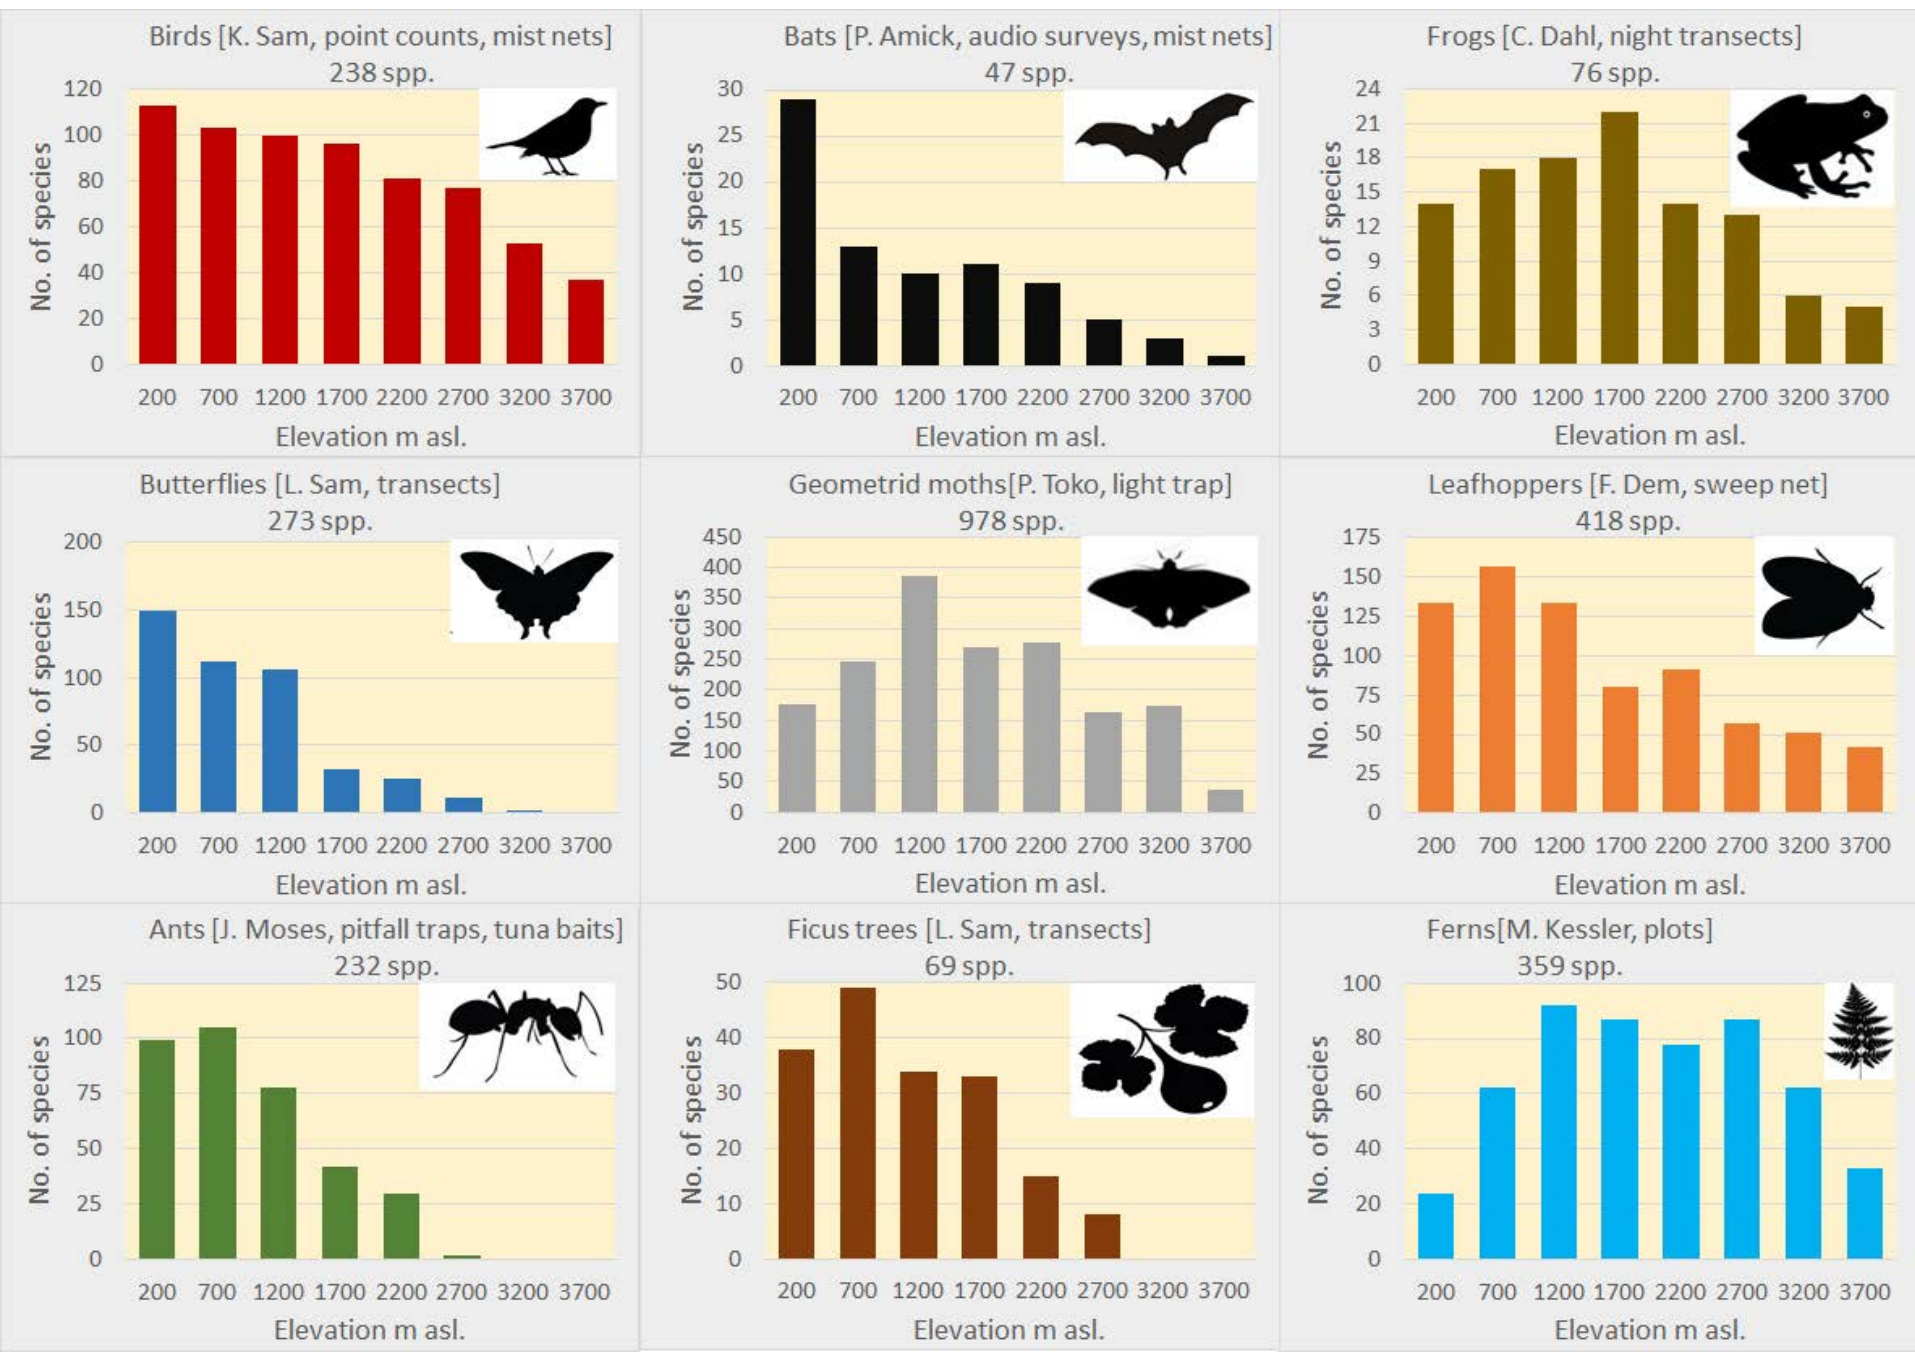 Birds [K. Sam, point counts, mist nets]
238 spp.
120
100
80
60
40
20
0
No. of species
200 700 1200 1700 2200 2700 3200 3700
Elevation m asl.
Bats [P. Amick, audio surveys, mist nets]
47 spp.
30
25
20
15
10
5
0
No. of species
200 700 1200 1700 2200 2700 3200 3700
Elevation m asl.
Frogs [C. Dahl, night transects]
76 spp.
24
21
18
15
12
9
6
3
0
No. of species
200 700 1200 1700 2200 2700 3200 3700
Elevation m asl.
Butterflies [L. Sam, transects]
273 spp.
200
150
100
50
0
No. of species
200 700 1200 1700 2200 2700 3200 3700
Elevation m asl.
Geometrid moths[P. Toko, light trap]
978 spp.
450
400
350
300
250
200
150
100
50
0
No. of species
200 700 1200 1700 2200 2700 3200 3700
Elevation m asl.
Leafhoppers [F. Dem, sweep net]
418 spp.
175
150
125
100
75
50
25
0
No. of species
200 700 1200 1700 2200 2700 3200 3700
Elevation m asl.
Ants [J. Moses, pitfall traps, tuna baits]
232 spp.
125
100
75
50
25
0
No. of species
200 700 1200 1700 2200 2700 3200 3700
Elevation m asl.
Ficus trees [L. Sam, transects]
69 spp.
50
40
30
20
10
0
No. of species
200 700 1200 1700 2200 2700 3200 3700
Elevation m asl.
Ferns[M. Kessler, plots]
359 spp.
100
80
60
40
20
0
No. of species
200 700 1200 1700 2200 2700 3200 3700
Elevation m asl.